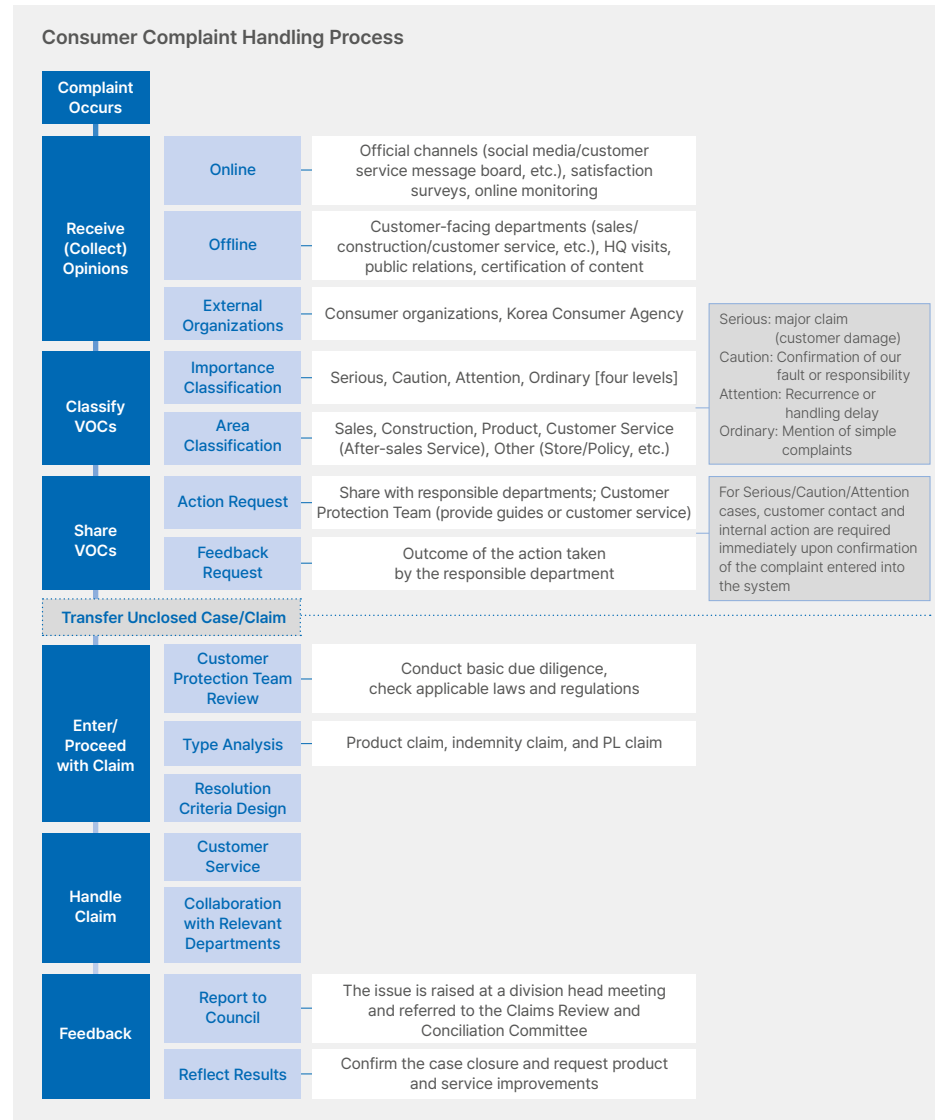 Consumer Complaint Handling Process
Complaint
Occurs
Receive
(Collect)
Opinions
Online
Official channels (social media/customer
service message board, etc.), satisfaction
surveys, online monitoring
Offline
Customer-facing departments (sales/
construction/customer service, etc.), HQ visits,
public relations, certification of content
External
Organizations
Consumer organizations, Korea Consumer Agency
Classify
VOCs
Importance
Classification
Serious, Caution, Attention, Ordinary [four levels]
Area
Classification
Sales, Construction, Product, Customer Service
(After-sales Service), Other (Store/Policy, etc.)
Serious: major claim
(customer damage)
Caution: Confirmation of our
fault or responsibility
Attention: Recurrence or
handling delay
Ordinary: Mention of simple
complaints
Share
VOCs
Action Request
Share with responsible departments; Customer
Protection Team (provide guides or customer service)
Feedback
Request
Outcome of the action taken
by the responsible department
For Serious/Caution/Attention
cases, customer contact and
internal action are required
immediately upon confirmation
of the complaint entered into
the system
Transfer Unclosed Case/Claim
Enter/
Proceed
with Claim
Customer
Protection Team
Review
Conduct basic due diligence,
check applicable laws and regulations
Type Analysis
Product claim, indemnity claim, and PL claim
Resolution
Criteria Design
Handle
Claim
Customer
Service
Collaboration
with Relevant
Departments
Feedback
Report to
Council
The issue is raised at a division head meeting
and referred to the Claims Review and
Conciliation Committee
Reflect Results
Confirm the case closure and request product
and service improvements